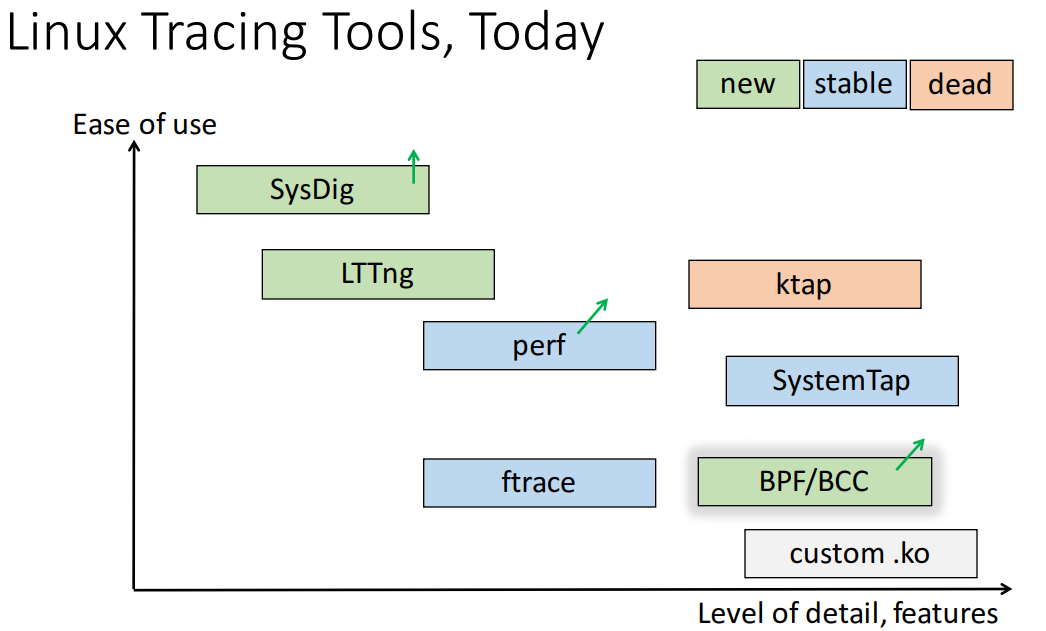 Linux Tracing Tools, Today
new
stable
dead
Ease of use
SysDig
LTTng
ktap
perf
SystemTap
ftrace
BPF/BCC
custom .ko
Level of detail, features